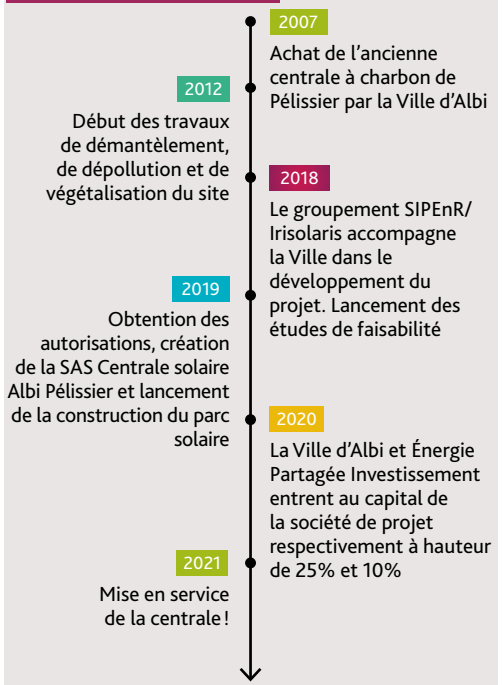 2007
Achat de l’ancienne
centrale à charbon de
Pélissier par la Ville d’Albi
2012
Début des travaux
de démantèlement,
de dépollution et de
végétalisation du site
2018
Le groupement SIPEnR/
Irisolaris accompagne
la Ville dans le
développement du
projet. Lancement des
études de faisabilité
2019
Obtention des
autorisations, création
de la SAS Centrale solaire
Albi Pélissier et lancement
de la construction du parc
solaire
2020
La Ville d’Albi et Énergie
Partagée Investissement
entrent au capital de
la société de projet
respectivement à hauteur
de 25% et 10%
2021
Mise en service
de la centrale !